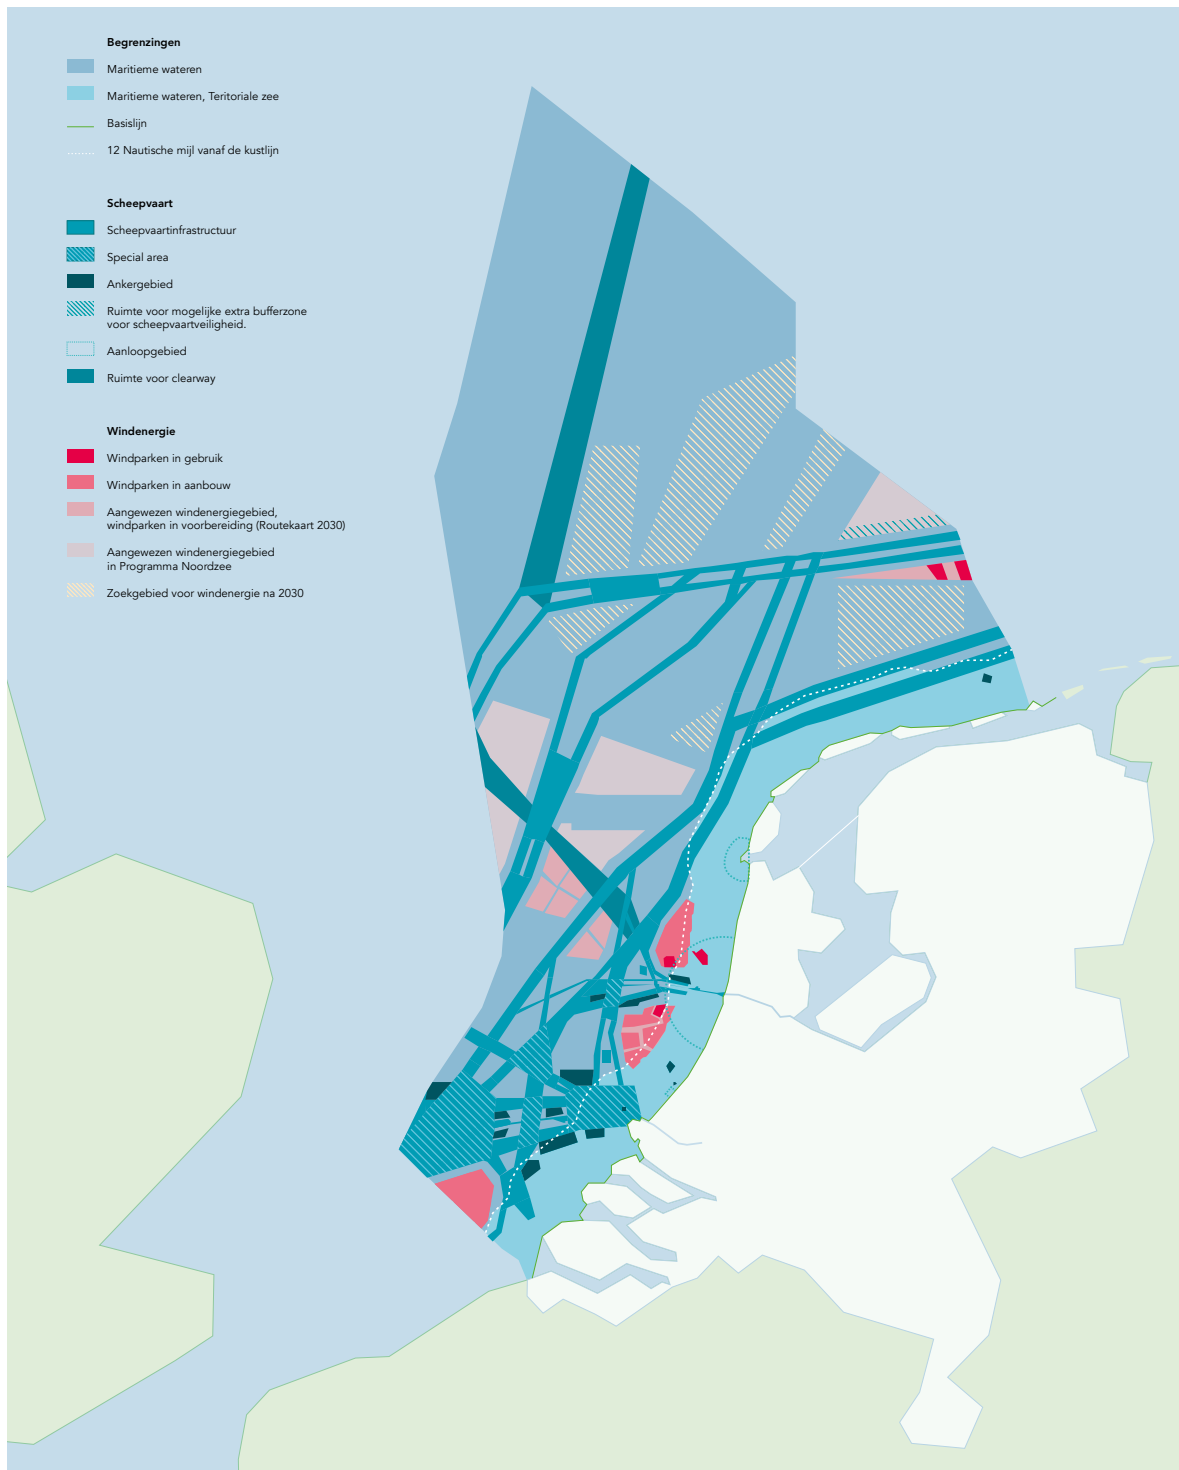 Begrenzingen
Maritieme wateren
Maritieme wateren, Teritoriale zee
Basislijn
12 Nautische mijl vanaf de kustlijn
Scheepvaart
Scheepvaartinfrastructuur
Special area
Ankergebied
Ruimte voor mogelijke extra bufferzone
voor scheepvaartveiligheid.
Aanloopgebied
Ruimte voor clearway
Windenergie
Windparken in gebruik
Windparken in aanbouw
Aangewezen windenergiegebied,
windparken in voorbereiding (Routekaart 2030)
Aangewezen windenergiegebied
in Programma Noordzee
Zoekgebied voor windenergie na 2030